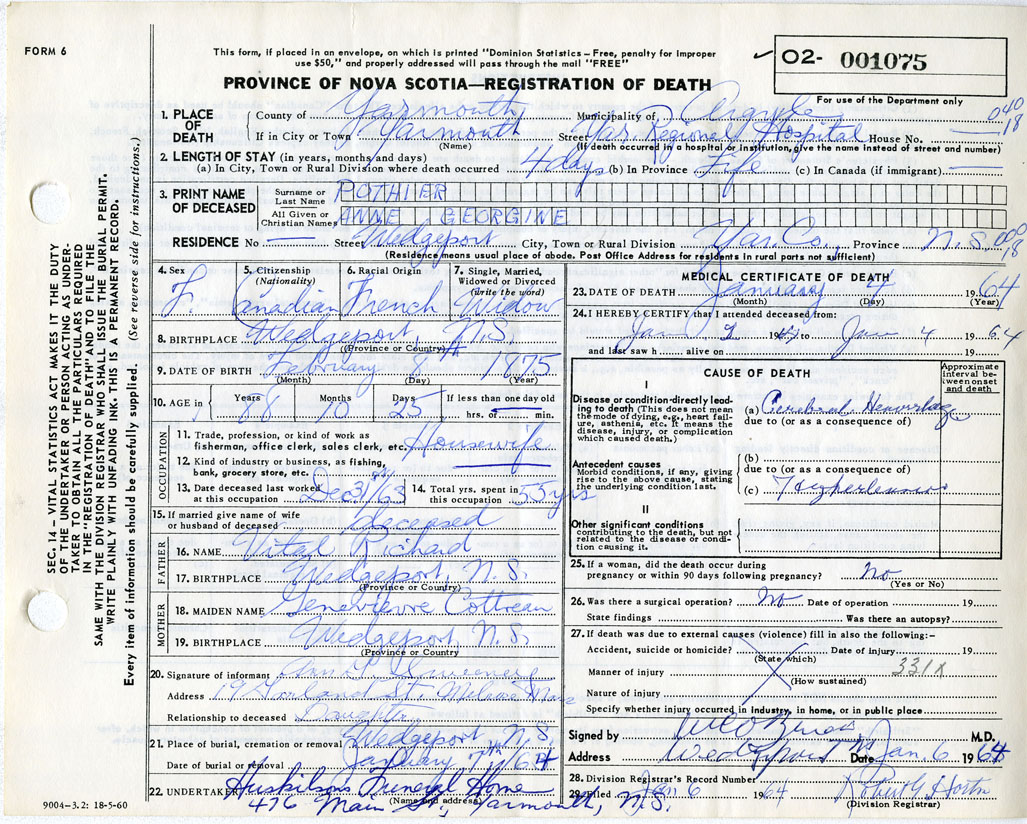 FORM 6
This form, if placed in an envelope, on which is printed "Dominion Statistics – Free, penalty for improper
use $50," and properly addressed will pass through the mail "FREE"
PROVINCE OF NOVA SCOTIA—REGISTRATION OF DEATH
O2- 001075
For use of the Department only
1. PLACE OF DEATH
County of Yarmouth Municipality of Argyle 040
If in City or Town Yarmouth Street Yar. Regional Hospital House No. — 18
(Name) (If death occurred in a hospital or institution, give the name instead of street and number)
2. LENGTH OF STAY (in years, months and days)
(a) In City, Town or Rural Division where death occurred 4 days (b) In Province Life (c) In Canada (if immigrant) —
3. PRINT NAME OF DECEASED
Surname or Last Name POTHIER
All Given or Christian Names ANNE GEORGINE
RESIDENCE No — Street Wedgeport City, Town or Rural Division Yar. Co. Province N.S. 000
18
(Residence means usual place of abode. Post Office Address for residents in rural parts not sufficient)
4. Sex F.
5. Citizenship (Nationality) Canadian
6. Racial Origin French
7. Single, Married, Widowed or Divorced (Write the word) Widow
8. BIRTHPLACE Wedgeport, N.S.
(Province or Country)
9. DATE OF BIRTH February 8th 1875
(Month) (Day) (Year)
10. AGE in Years 88 Months 10 Days 25 If less than one day old
hrs. or min.
OCCUPATION
11. Trade, profession, or kind of work as
fisherman, office clerk, sales clerk, etc. Housewife
12. Kind of industry or business, as fishing,
bank, grocery store, etc.
13. Date deceased last worked
at this occupation Dec 31/63
14. Total yrs. spent in
this occupation 55 yrs
15. If married give name of wife
or husband of deceased deceased
FATHER
16. NAME Vital Richard
17. BIRTHPLACE Wedgeport, N.S.
(Province or Country)
MOTHER
18. MAIDEN NAME Genevieve Cottreau
19. BIRTHPLACE Wedgeport, N.S.
(Province or Country)
20. Signature of informant
Address 19 St. Melrose Mass
Relationship to deceased Daughter
21. Place of burial, cremation or removal Wedgeport, N.S.
Date of burial or removal January 7th 1964
22. UNDERTAKER Huskilson's Funeral Home
(Name and address)
476 Main St., Yarmouth, N.S.
9004–3.2: 18-5-60
MEDICAL CERTIFICATE OF DEATH
23. DATE OF DEATH January 4 1964
(Month) (Day) (Year)
24. I HEREBY CERTIFY that I attended deceased from:
Jan 2 19 to Jan 4 1964
and last saw h alive on 19
CAUSE OF DEATH
Approximate interval between onset and death
I
Disease or condition directly leading to death (This does not mean the mode of dying, e.g., heart failure, asthenia, etc. It means the disease, injury, or complication which caused death.)
(a) Cerebral Hemorrhage
due to (or as a consequence of)
Antecedent causes
Morbid conditions, if any, giving rise to the above cause, stating the underlying condition last.
(b)
due to (or as a consequence of)
(c) Hypertension
II
Other significant conditions
contributing to the death, but not related to the disease or condition causing it.
25. If a woman, did the death occur during
pregnancy or within 90 days following pregnancy? No
(Yes or No)
26. Was there a surgical operation? No Date of operation 19
State findings Was there an autopsy?
27. If death was due to external causes (violence) fill in also the following:–
Accident, suicide or homicide? Date of injury 19
(State which)
Manner of injury 331X
(How sustained)
Nature of injury
Specify whether injury occurred in industry, in home, or in public place
Signed by M.D.
Address Wedgeport Date Jan. 6 1964
28. Division Registrar's Record Number
29. Filed Jan 6 1964 Robert G Horton
(Division Registrar)
SEC. 14 – VITAL STATISTICS ACT MAKES IT THE DUTY
OF THE UNDERTAKER OR PERSON ACTING AS UNDER-
TAKER TO OBTAIN ALL THE PARTICULARS REQUIRED
IN THE "REGISTRATION OF DEATH" AND TO FILE THE
SAME WITH THE DIVISION REGISTRAR WHO SHALL ISSUE THE BURIAL PERMIT.
WRITE PLAINLY WITH UNFADING INK. THIS IS A PERMANENT RECORD.
Every item of information should be carefully supplied. (See reverse side for instructions.)